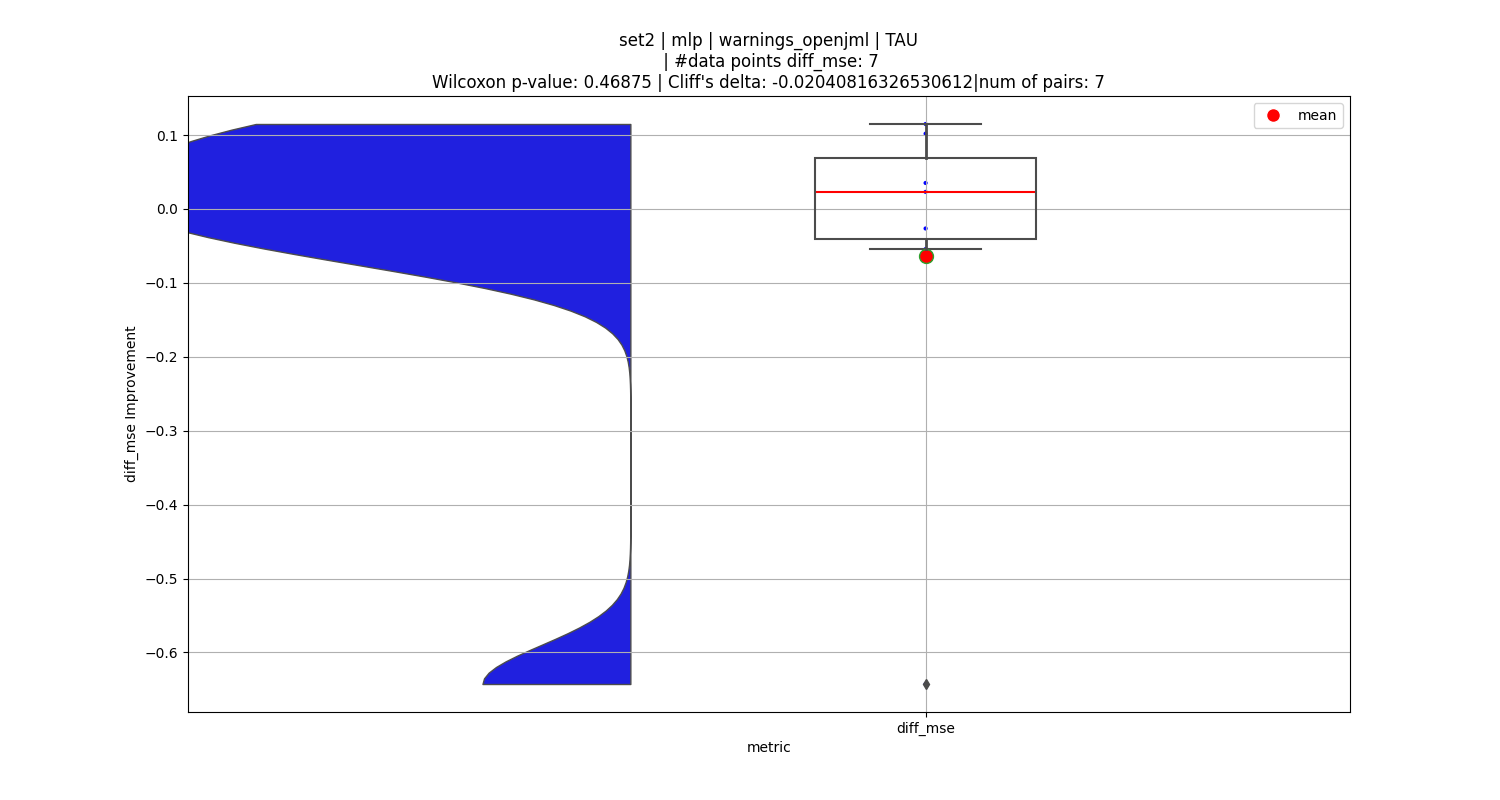 set2 | mlp | warnings_openjml | TAU
| #data points diff_mse: 7
Wilcoxon p-value: 0.46875 | Cliff's delta: -0.02040816326530612|num of pairs: 7
mean
0.1
0.0
−0.1
−0.2
−0.3
−0.4
−0.5
−0.6
diff_mse Improvement
diff_mse
metric